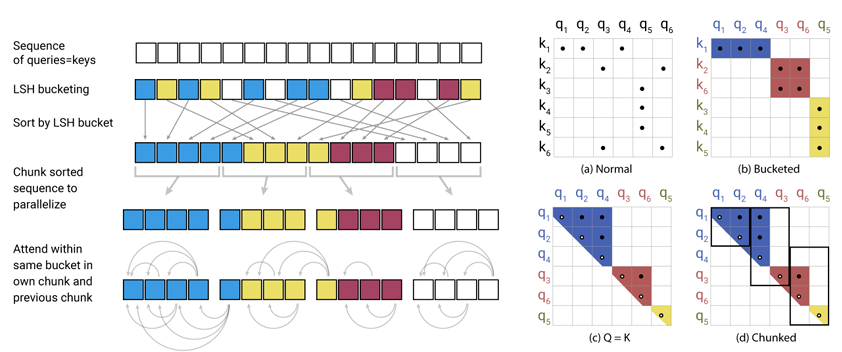 Sequence
of queries=keys
LSH bucketing
Sort by LSH bucket
Chunk sorted
sequence to
parallelize
Attend within
same bucket in
own chunk and
previous chunk
q1 q2 q3 q4 q5 q6
k1
k2
k3
k4
k5
k6
(a) Normal
q1 q2 q4 q3 q6 q5
k1
k2
k6
k3
k4
k5
(b) Bucketed
q1 q2 q4 q3 q6 q5
q1
q2
q4
q3
q6
q5
(c) Q = K
q1 q2 q4 q3 q6 q5
q1
q2
q4
q3
q6
q5
(d) Chunked